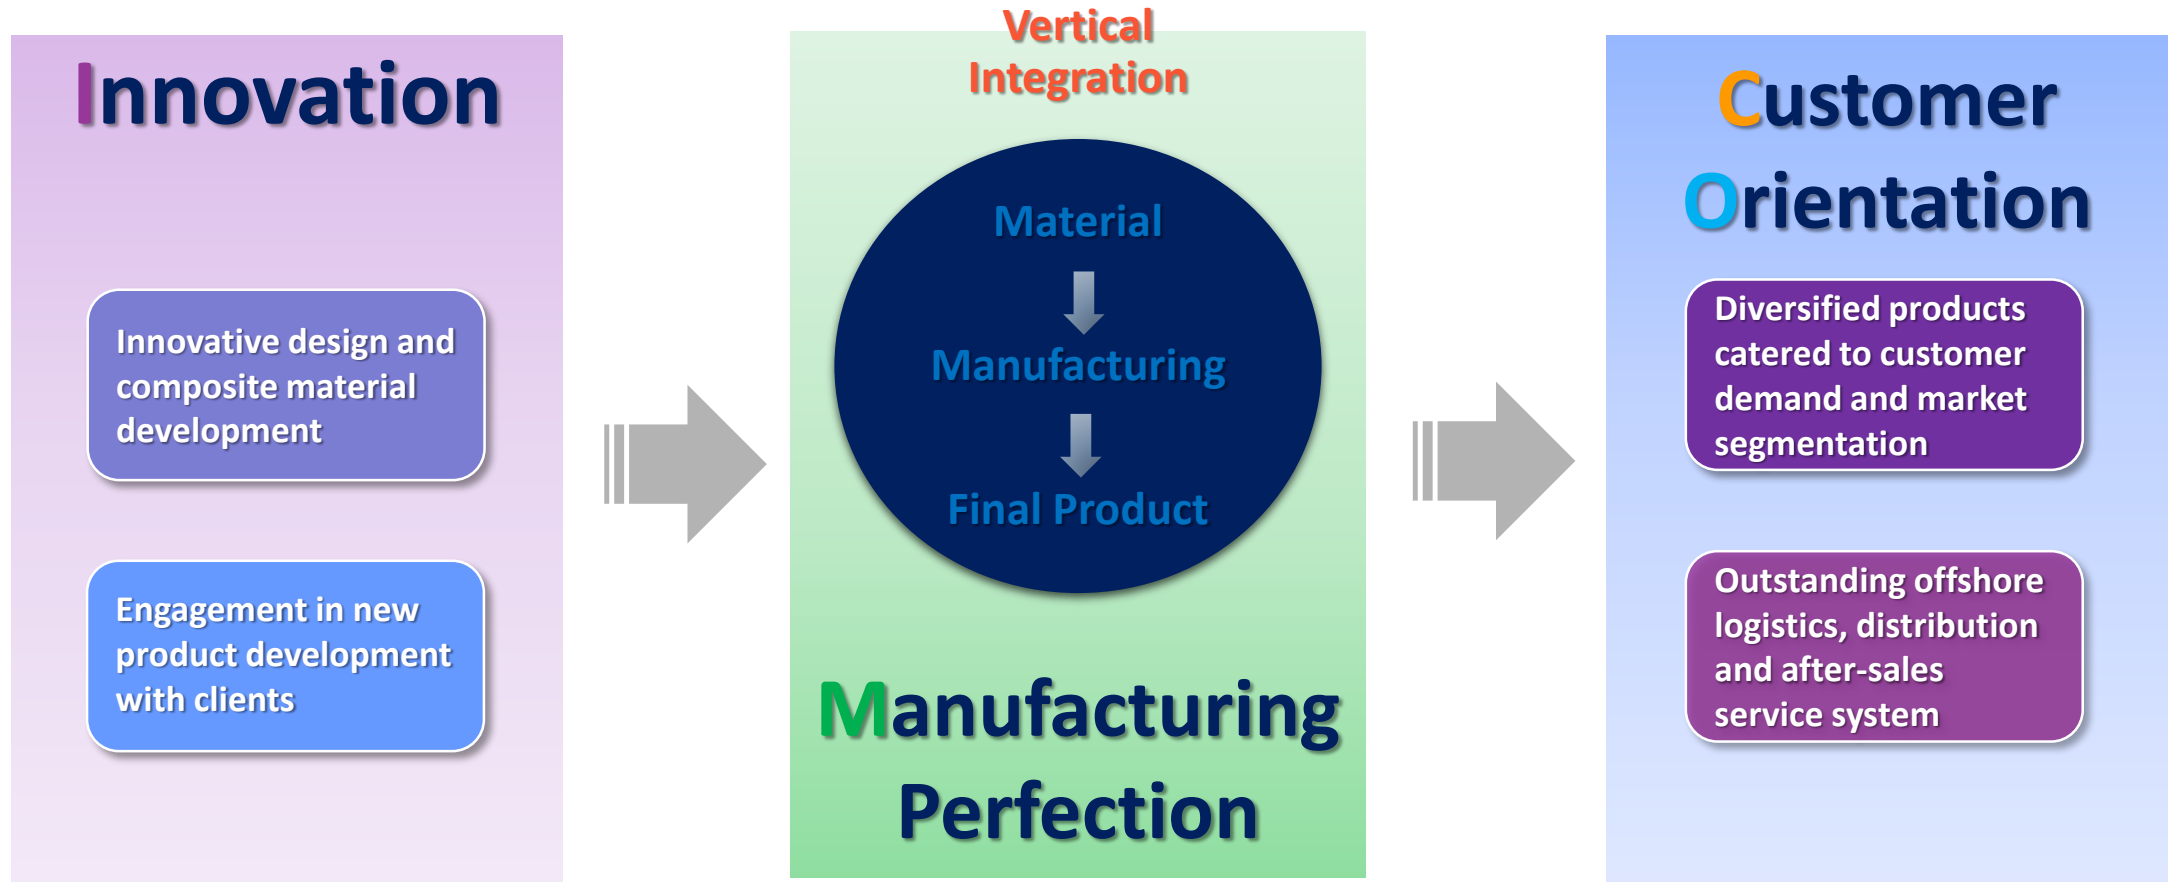 Innovation
Innovative design and
composite material
development
Engagement in new
product development
with clients
Vertical
Integration
Material
Manufacturing
Final Product
Manufacturing
Perfection
Customer
Orientation
Diversified products
catered to customer
demand and market
segmentation
Outstanding offshore
logistics, distribution
and after-sales
service system